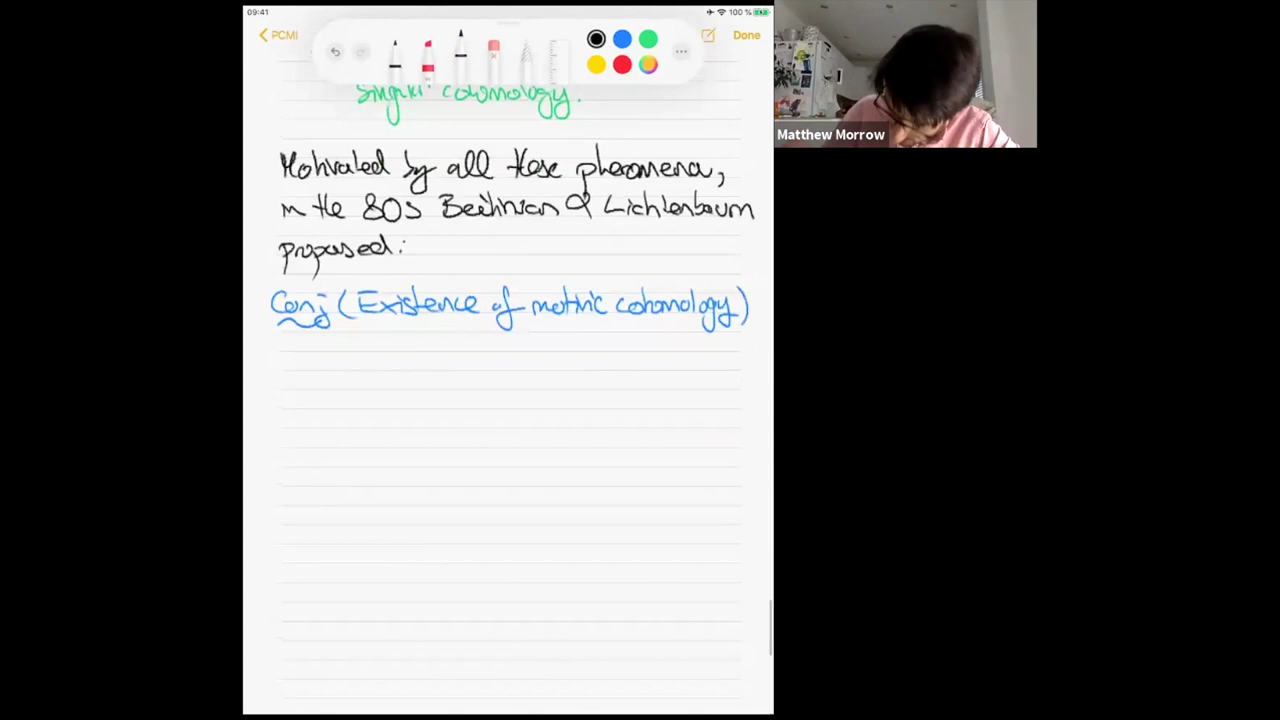 09:41
100 %
PCMI
Done
singular cohomology.
Motivated by all these phenomena,
in the 80s Beilinson & Lichtenbaum
proposed:
Conj (Existence of motivic cohomology)
Matthew Morrow